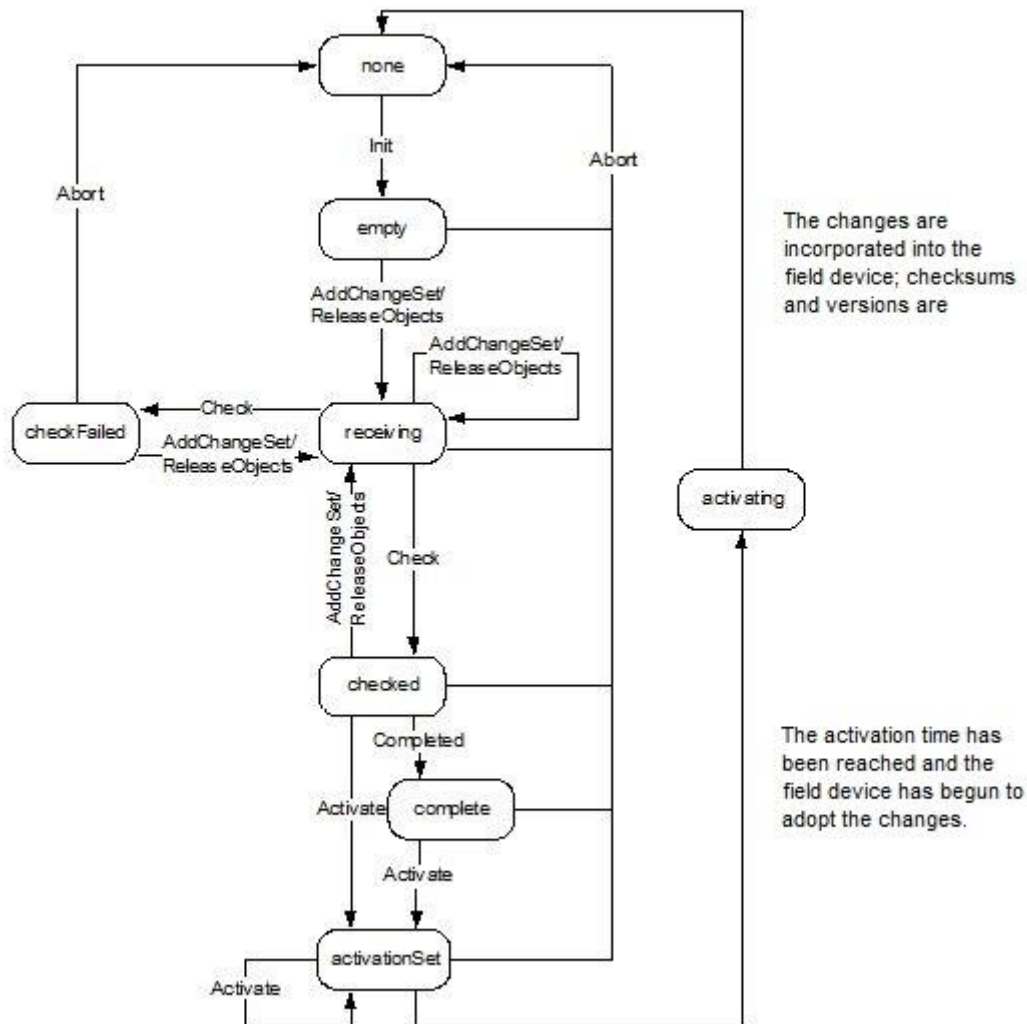 none
Init
Abort
Abort
empty
The changes are
incorporated into the
field device; checksums
and versions are
AddChangeSet/
ReleaseObjects
AddChangeSet/
ReleaseObjects
Check
checkFailed
receiving
AddChangeSet/
ReleaseObjects
activating
AddChange Set/
ReleaseObjects
Check
checked
Completed
The activation time has
been reached and the
field device has begun to
adopt the changes.
Activate
complete
Activate
activationSet
Activate